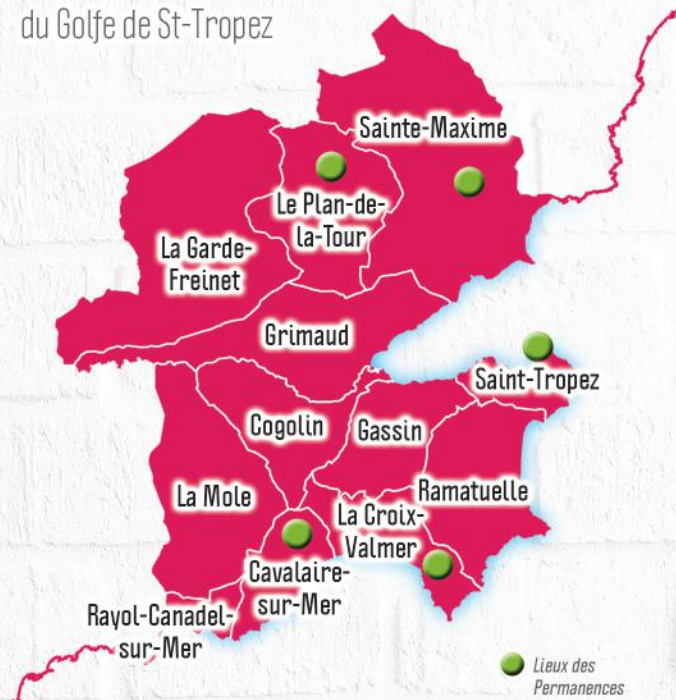 du Golfe de St-Tropez
Sainte-Maxime
Le Plan-de-
la-Tour
La Garde-
Freinet
Grimaud
Saint-Tropez
Cogolin
Gassin
La Mole
Ramatuelle
La Croix-
Valmer
Cavalaire-
sur-Mer
Rayol-Canadel-
sur-Mer
Lieux des
Permanences